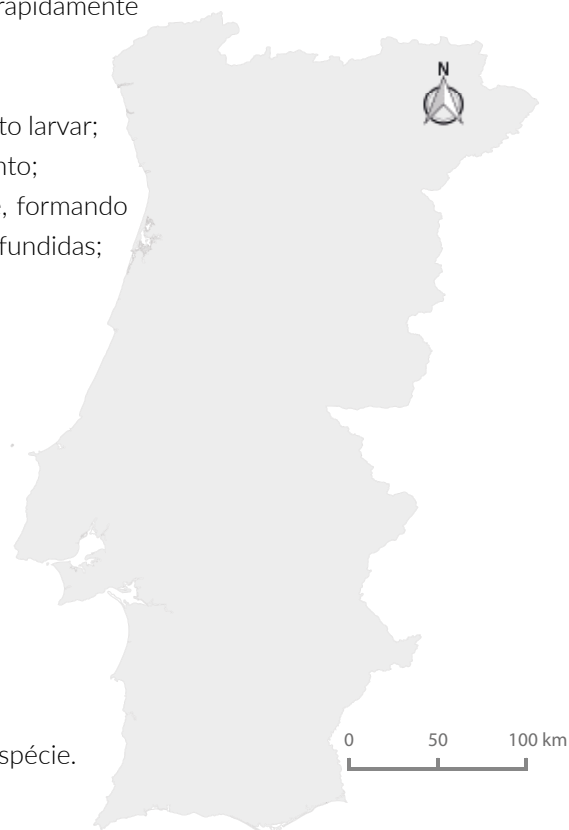 rapidamente
to larvar;
nto;
, formando
fundidas;
spécie.
N
0 50 100 km